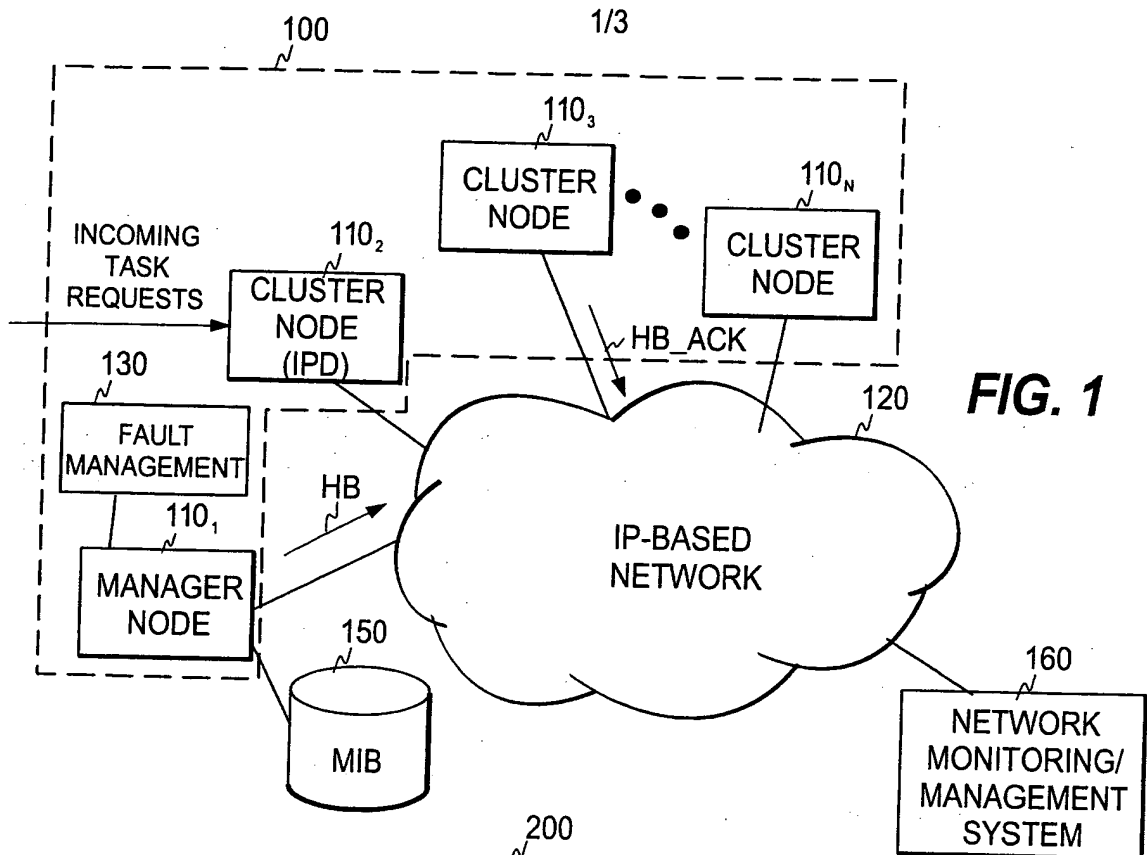 1/3
100
110₃
CLUSTER
NODE
110ₙ
CLUSTER
NODE
INCOMING
TASK
REQUESTS
110₂
CLUSTER
NODE
(IPD)
HB_ACK
130
FAULT
MANAGEMENT
120
FIG. 1
HB
110₁
MANAGER
NODE
IP-BASED
NETWORK
150
MIB
160
NETWORK
MONITORING/
MANAGEMENT
SYSTEM
200